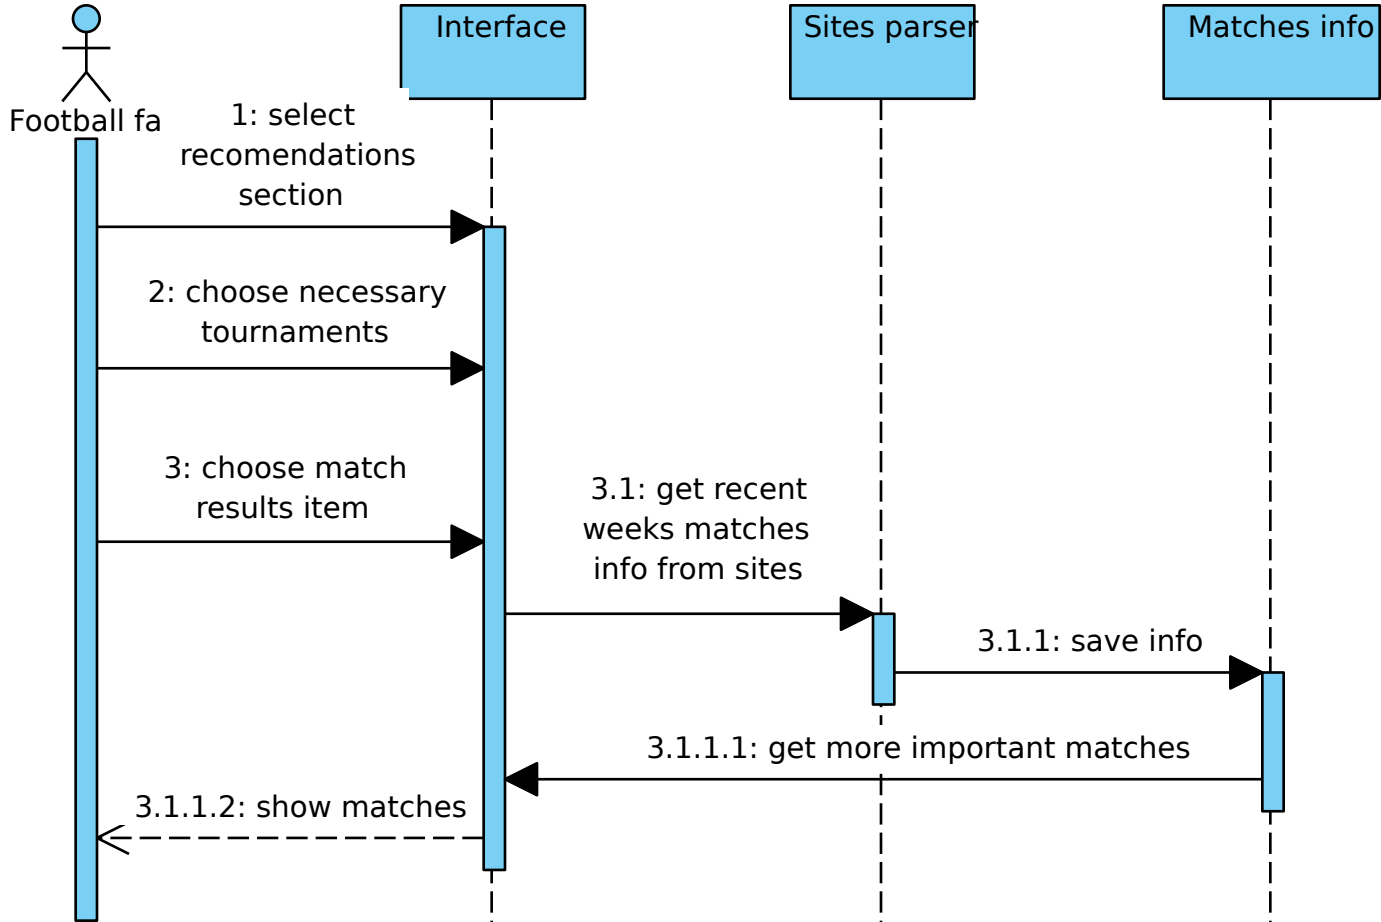 Interface
Sites parser
Matches info
Football fa
1: select
recomendations
section
2: choose necessary
tournaments
3: choose match
results item
3.1: get recent
weeks matches
info from sites
3.1.1: save info
3.1.1.1: get more important matches
3.1.1.2: show matches